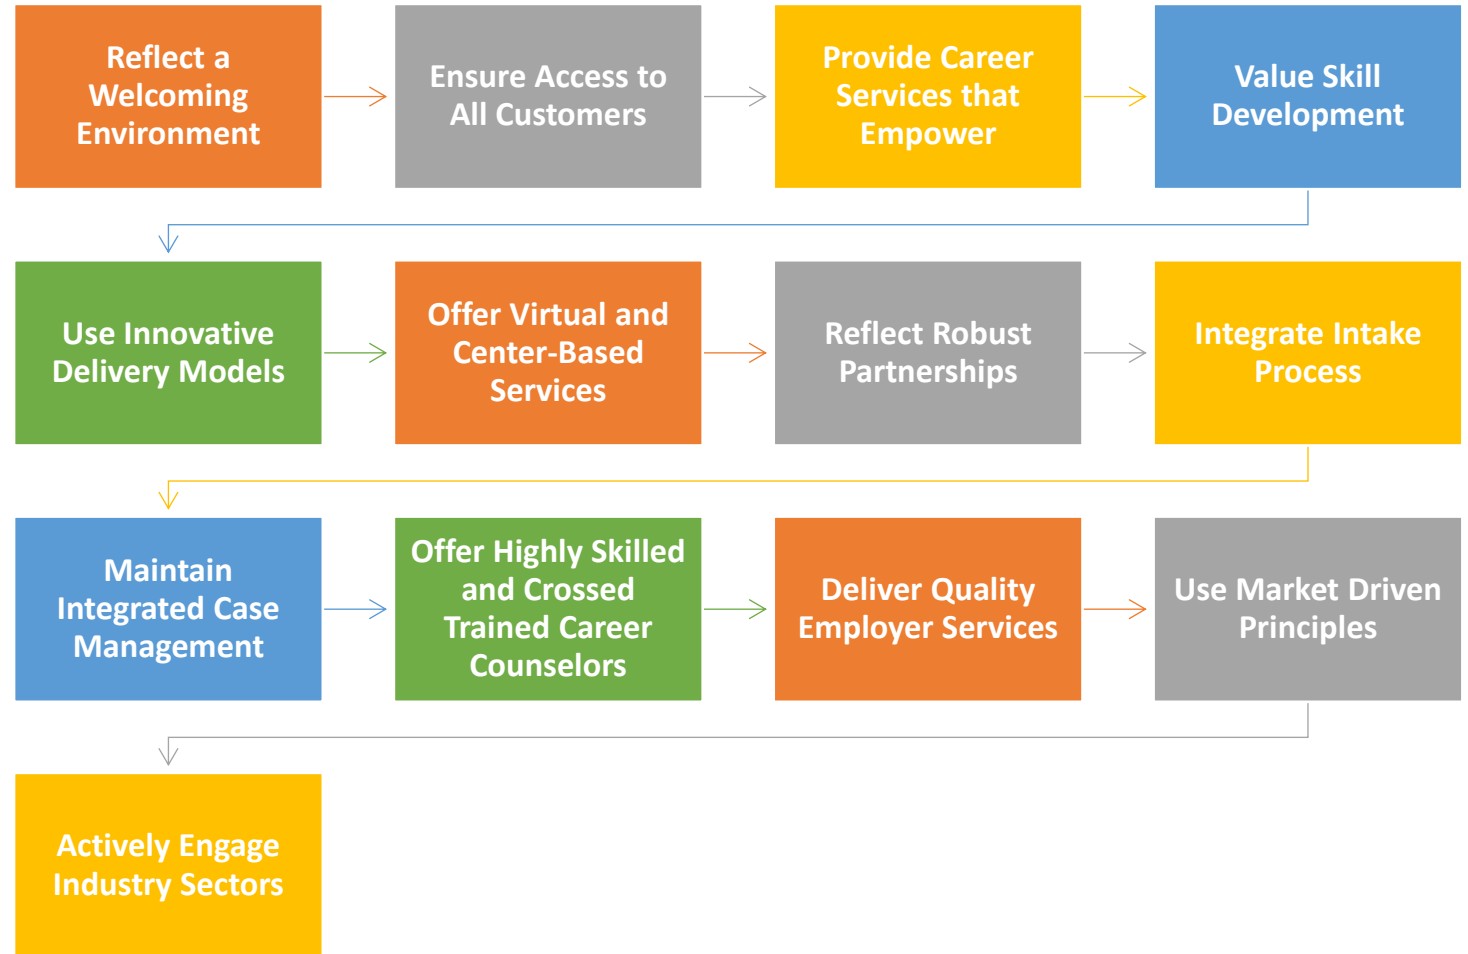 Reflect a
Welcoming
Environment
Ensure Access to
All Customers
Provide Career
Services that
Empower
Value Skill
Development
Use Innovative
Delivery Models
Offer Virtual and
Center-Based
Services
Reflect Robust
Partnerships
Integrate Intake
Process
Maintain
Integrated Case
Management
Offer Highly Skilled
and Crossed
Trained Career
Counselors
Deliver Quality
Employer Services
Use Market Driven
Principles
Actively Engage
Industry Sectors